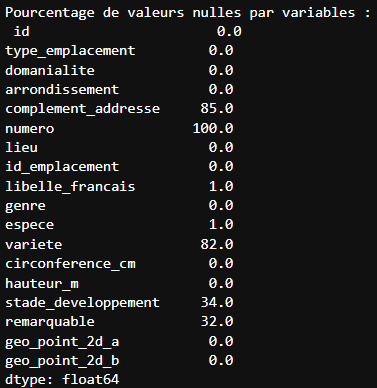 Pourcentage de valeurs nulles par variables :
id 0.0
type_emplacement 0.0
domanialite 0.0
arrondissement 0.0
complement_addresse 85.0
numero 100.0
lieu 0.0
id_emplacement 0.0
libelle_francais 1.0
genre 0.0
espece 1.0
variete 82.0
circonference_cm 0.0
hauteur_m 0.0
stade_developpement 34.0
remarquable 32.0
geo_point_2d_a 0.0
geo_point_2d_b 0.0
dtype: float64